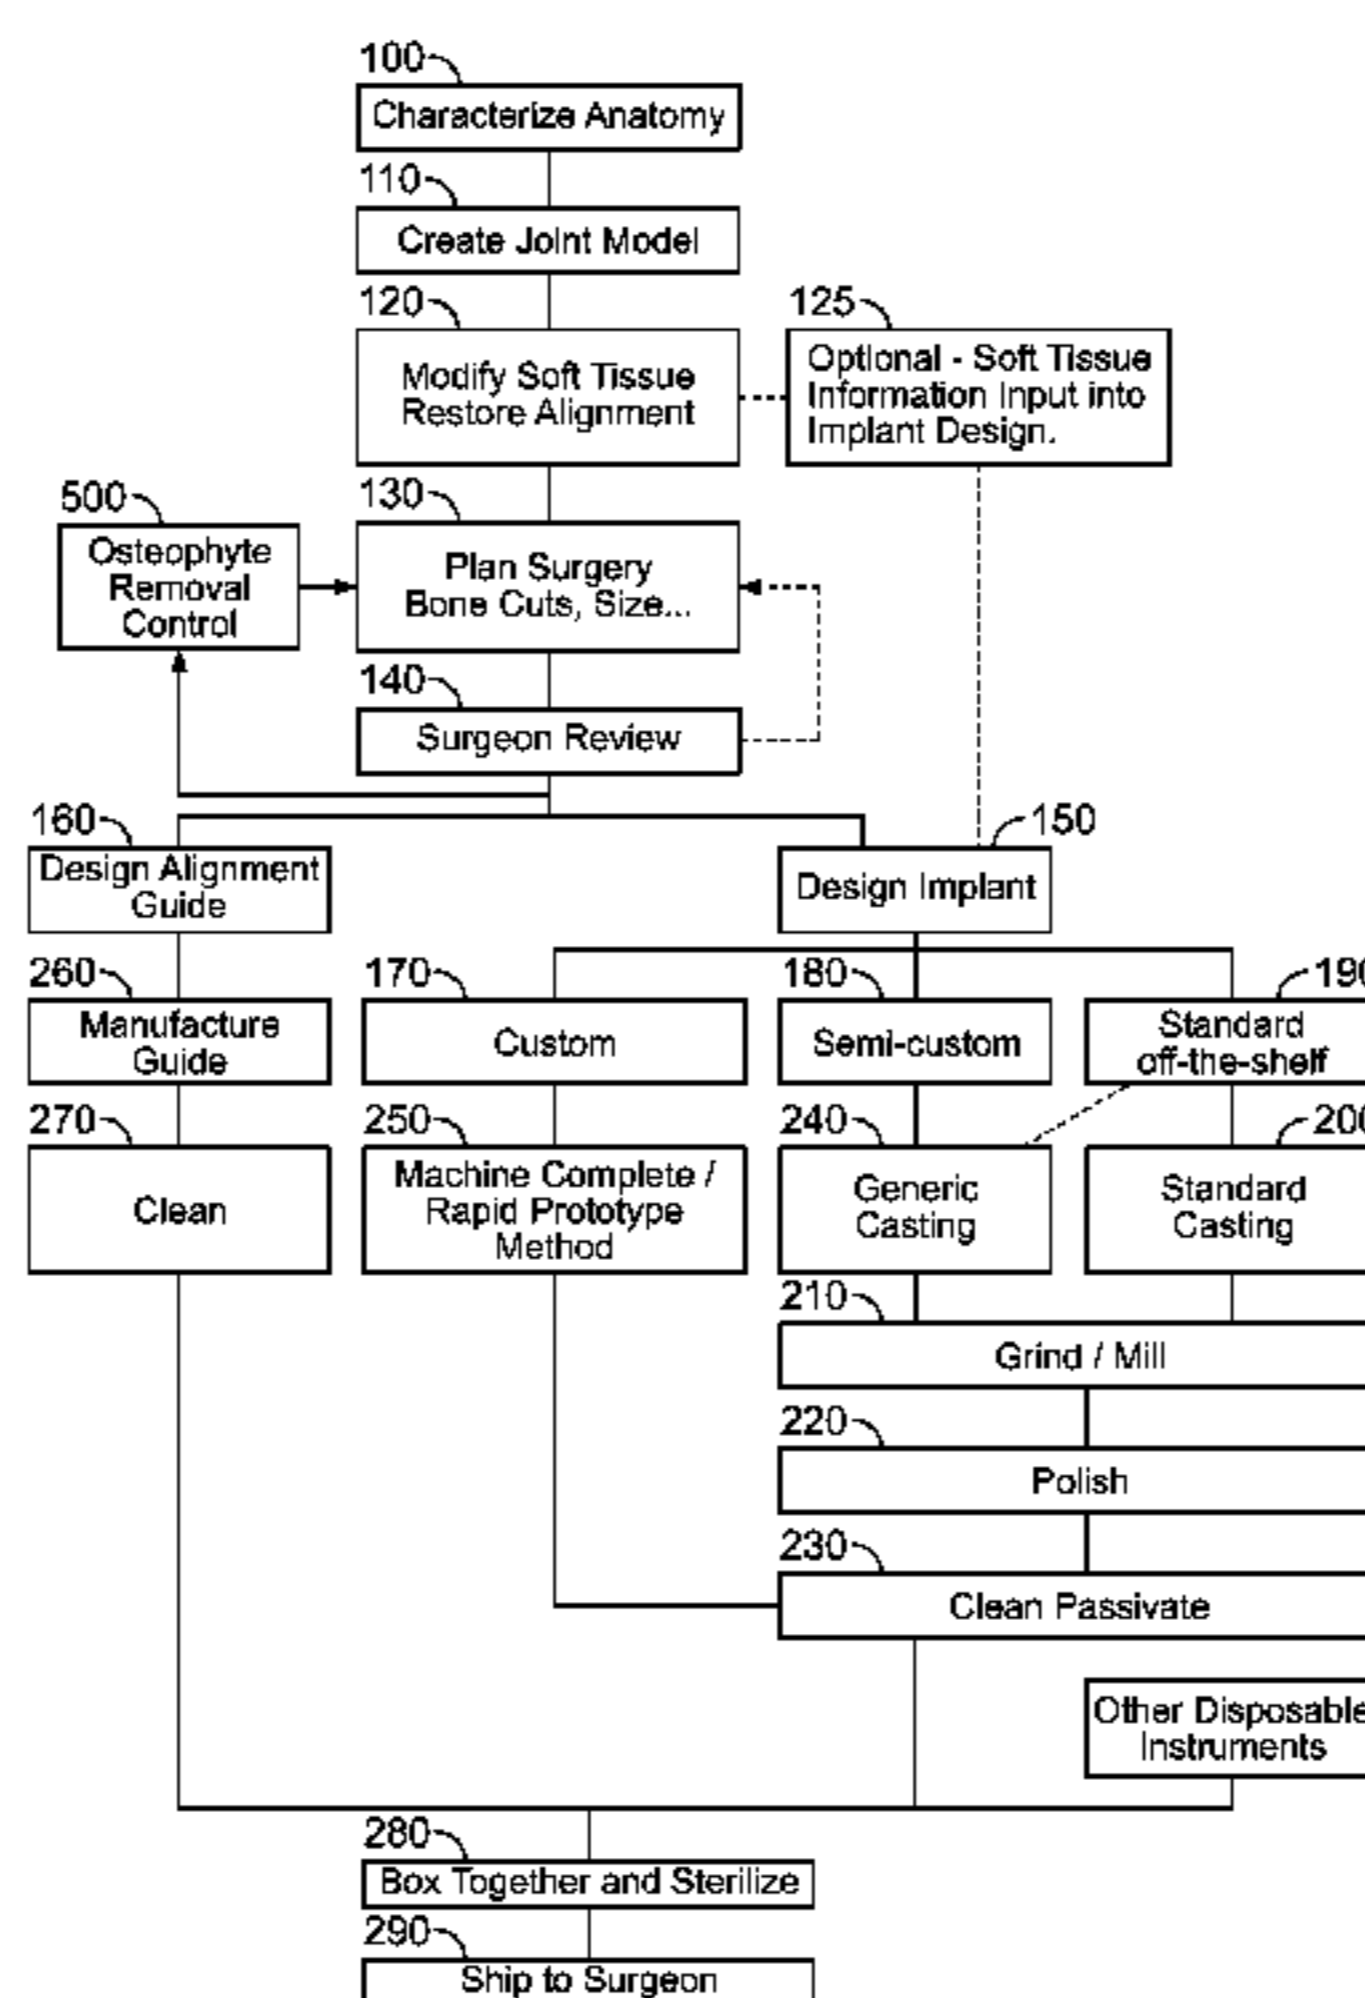 100
Characterize Anatomy
110
Create Joint Model
120
Modify Soft Tissue
Restore Alignment
125
Optional - Soft Tissue
Information Input into
Implant Design.
500
Osteophyte
Removal
Control
130
Plan Surgery
Bone Cuts, Size...
140
Surgeon Review
160
Design Alignment
Guide
150
Design Implant
260
Manufacture
Guide
170
Custom
180
Semi-custom
190
Standard
off-the-shelf
270
Clean
250
Machine Complete /
Rapid Prototype
Method
240
Generic
Casting
200
Standard
Casting
210
Grind / Mill
220
Polish
230
Clean Passivate
Other Disposable
Instruments
280
Box Together and Sterilize
290
Ship to Surgeon